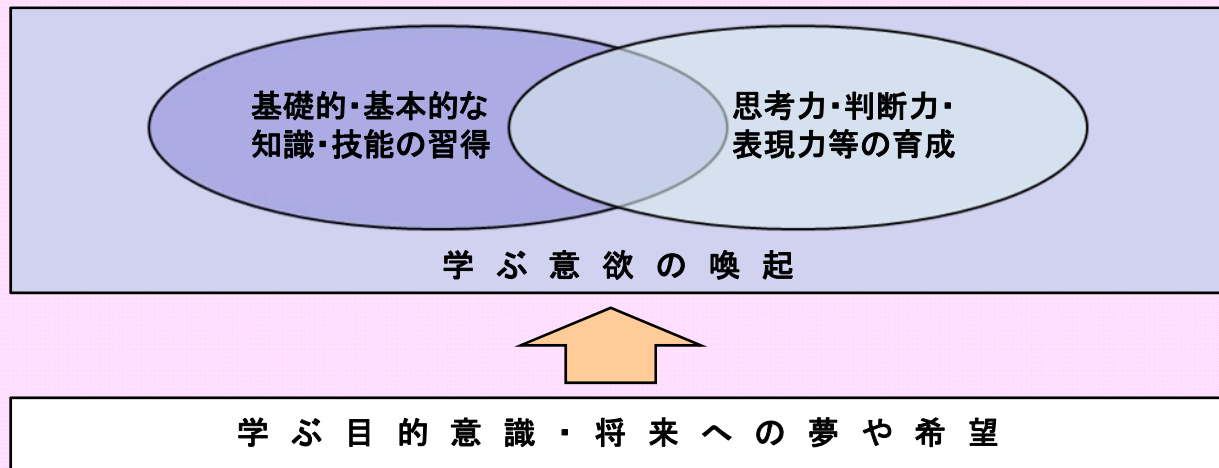 基礎的・基本的な
知識・技能の習得
思考力・判断力・
表現力等の育成
学ぶ意欲の喚起
学ぶ目的意識・将来への夢や希望